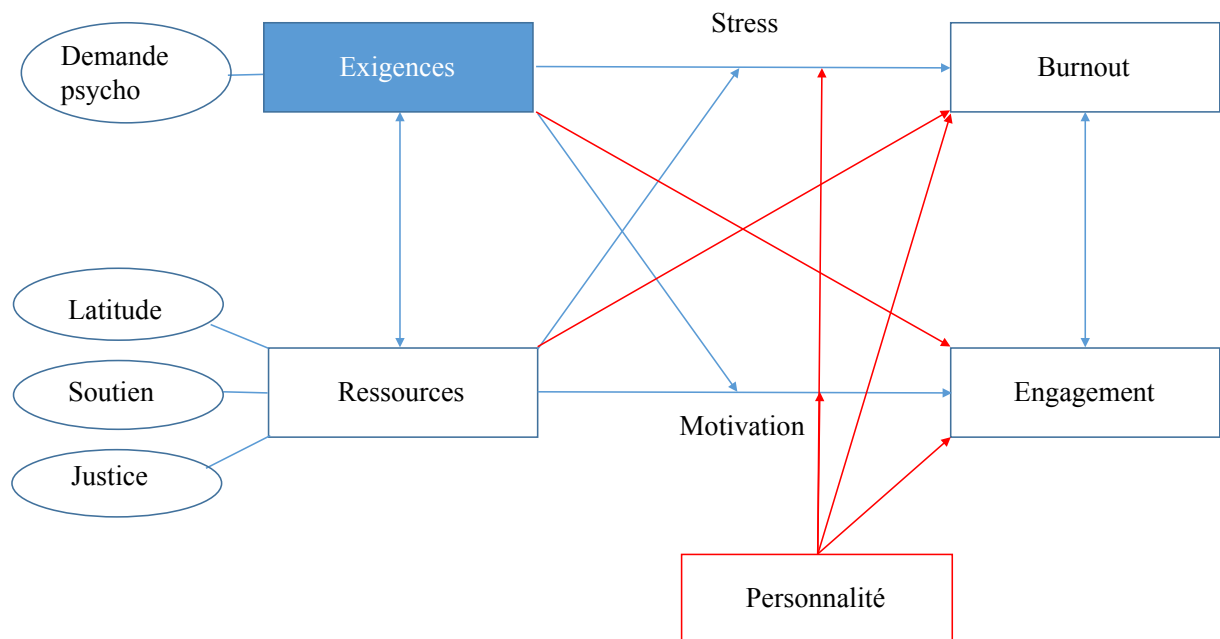 Stress
Demande
psycho
Exigences
Burnout
Latitude
Soutien
Ressources
Engagement
Motivation
Justice
Personnalité